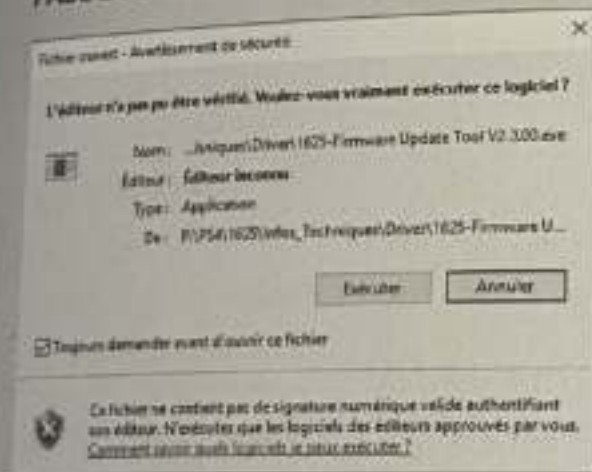 Fichier ouvert - Avertissement de sécurité
L'éditeur n'a pas pu être vérifié. Voulez-vous vraiment exécuter ce logiciel ?
Nom : ...hniques\Driver\1625-Firmware Update Tool V2.3.00.exe
Éditeur : Éditeur inconnu
Type : Application
De : P:\PS4\1625\Infos_Techniques\Driver\1625-Firmware U...
Exécuter
Annuler
Toujours demander avant d'ouvrir ce fichier
Ce fichier ne contient pas de signature numérique valide authentifiant
son éditeur. N'exécutez que les logiciels des éditeurs approuvés par vous.
Comment savoir quels logiciels je peux exécuter ?